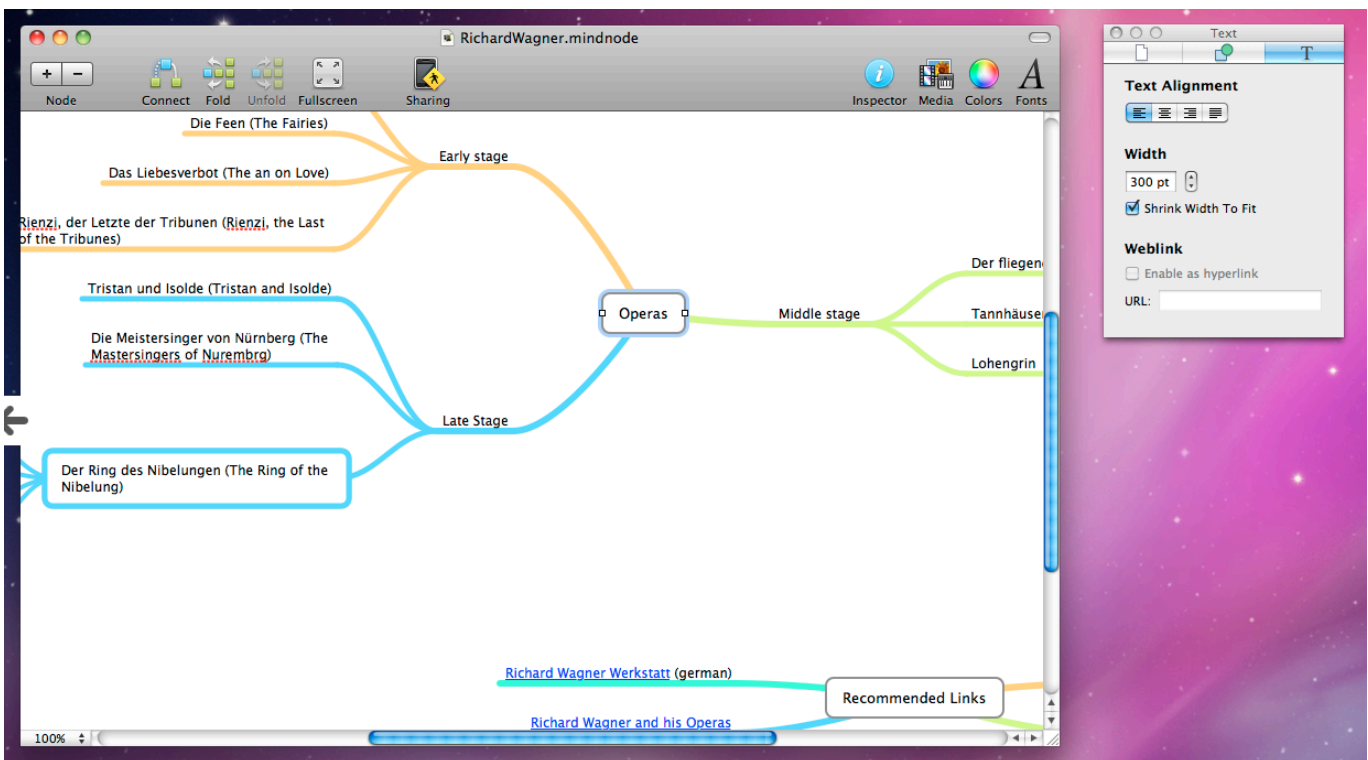 RichardWagner.mindnode
+ −
Node
Connect
Fold
Unfold
Fullscreen
Sharing
Inspector
Media
Colors
Fonts
Die Feen (The Fairies)
Early stage
Das Liebesverbot (The an on Love)
Rienzi, der Letzte der Tribunen (Rienzi, the Last
of the Tribunes)
Tristan und Isolde (Tristan and Isolde)
Die Meistersinger von Nürnberg (The
Mastersingers of Nurembrg)
Late Stage
Der Ring des Nibelungen (The Ring of the
Nibelung)
Operas
Middle stage
Der fliegen
Tannhäuse
Lohengrin
Richard Wagner Werkstatt (german)
Recommended Links
Richard Wagner and his Operas
100%
Text
T
Text Alignment
Width
300 pt
Shrink Width To Fit
Weblink
Enable as hyperlink
URL: